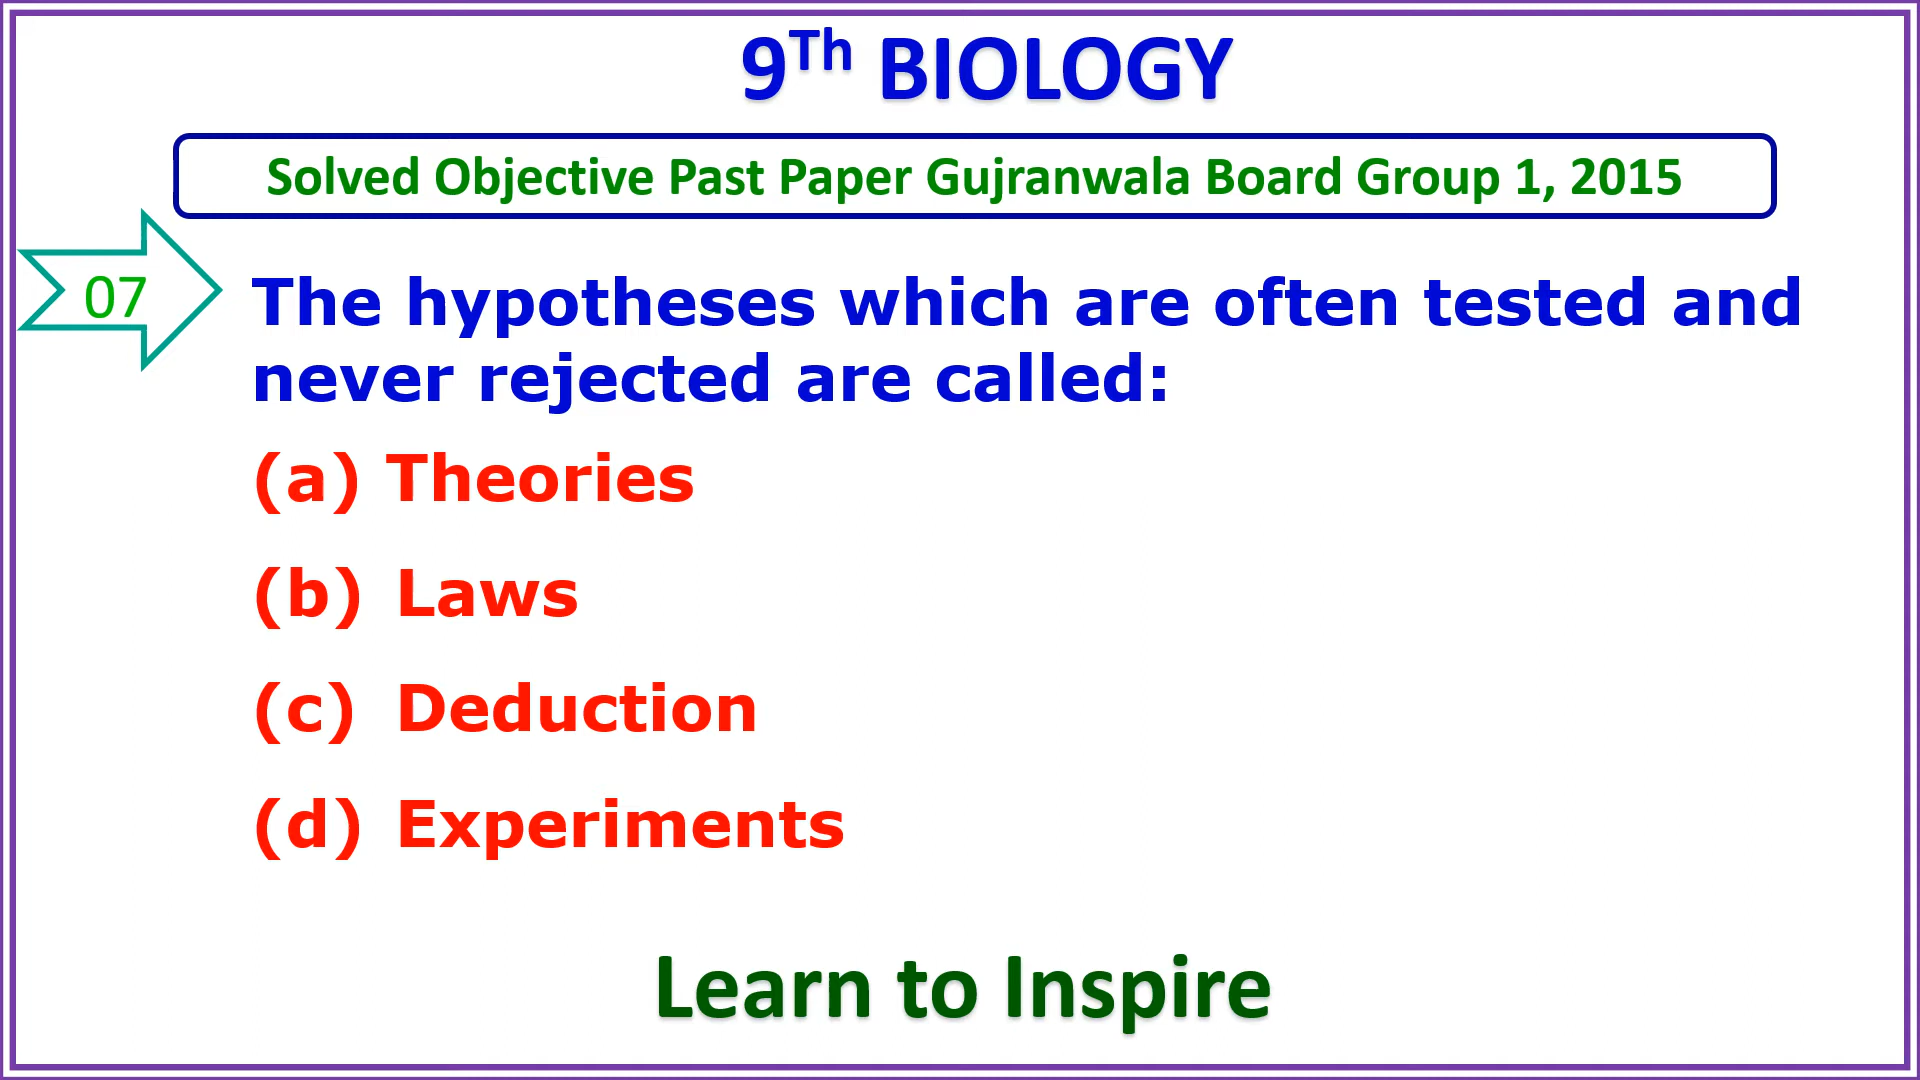 9Th BIOLOGY
Solved Objective Past Paper Gujranwala Board Group 1, 2015
07
The hypotheses which are often tested and
never rejected are called:
(a) Theories
(b) Laws
(c) Deduction
(d) Experiments
Learn to Inspire